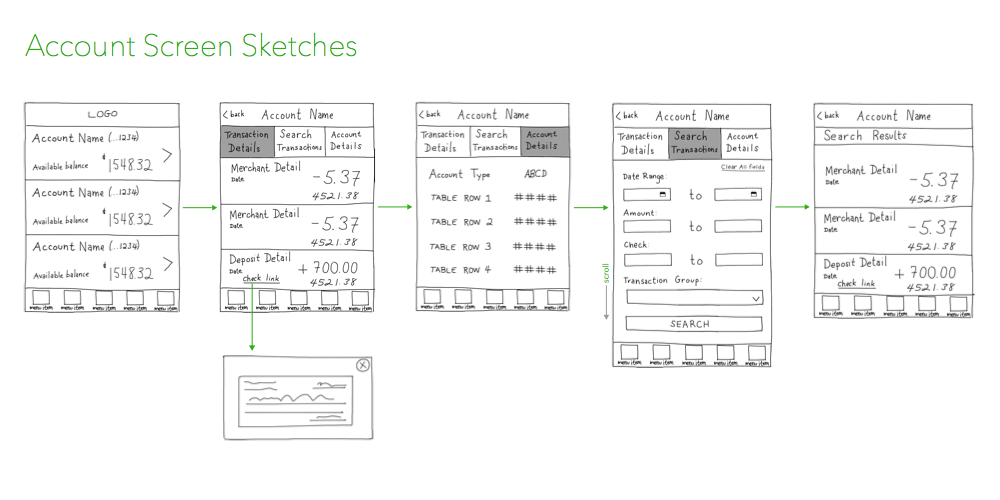 Account Screen Sketches
LOGO
Account Name (...1234)
Available balance $1548.32
Account Name (...1234)
Available balance $1548.32
Account Name (...1234)
Available balance $1548.32
menu item menu item menu item menu item menu item
< back Account Name
Transaction Details Search Transactions Account Details
Merchant Detail
Date -5.37
4521.38
Merchant Detail
Date -5.37
4521.38
Deposit Detail
Date +700.00
check link 4521.38
menu item menu item menu item menu item menu item
< back Account Name
Transaction Details Search Transactions Account Details
Account Type ABCD
TABLE ROW 1 ####
TABLE ROW 2 ####
TABLE ROW 3 ####
TABLE ROW 4 ####
menu item menu item menu item menu item menu item
scroll
< back Account Name
Transaction Details Search Transactions Account Details
Clear All fields
Date Range:
to
Amount:
to
Check:
to
Transaction Group:
SEARCH
menu item menu item menu item menu item menu item
< back Account Name
Search Results
Merchant Detail
Date -5.37
4521.38
Merchant Detail
Date -5.37
4521.38
Deposit Detail
Date +700.00
check link 4521.38
menu item menu item menu item menu item menu item